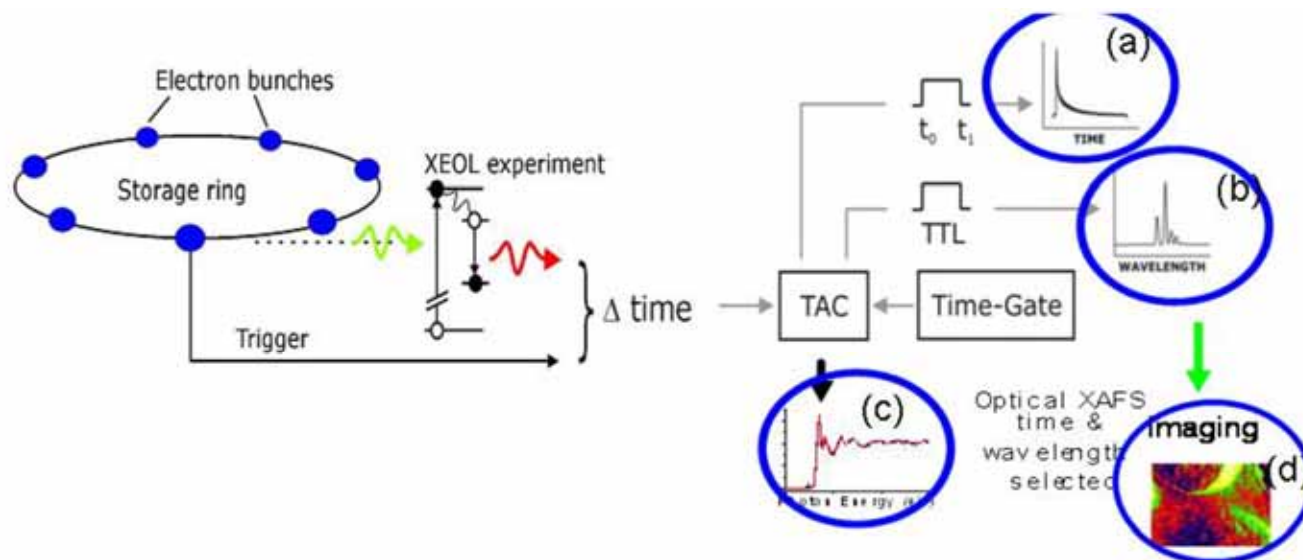 Electron bunches
Storage ring
XEOL experiment
Trigger
Δ time
TAC
Time-Gate
t₀ t₁
TTL
(a)
TIME
(b)
WAVELENGTH
(c)
Energy
Optical XAFS
time &
wavelength
selected
Imaging
(d)